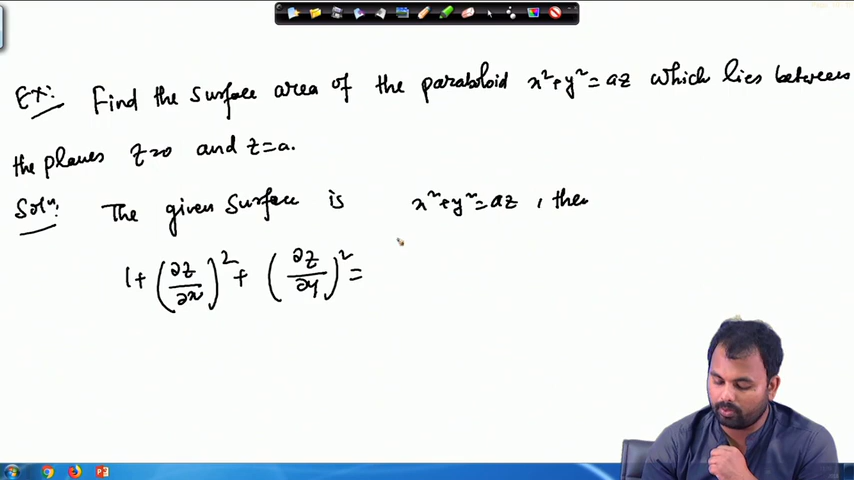 Ex: Find the surface area of the paraboloid x²+y²=az which lies between
the planes z=0 and z=a.
Solⁿ: The given surface is x²+y²=az, then
1+(∂z/∂x)²+(∂z/∂y)²=